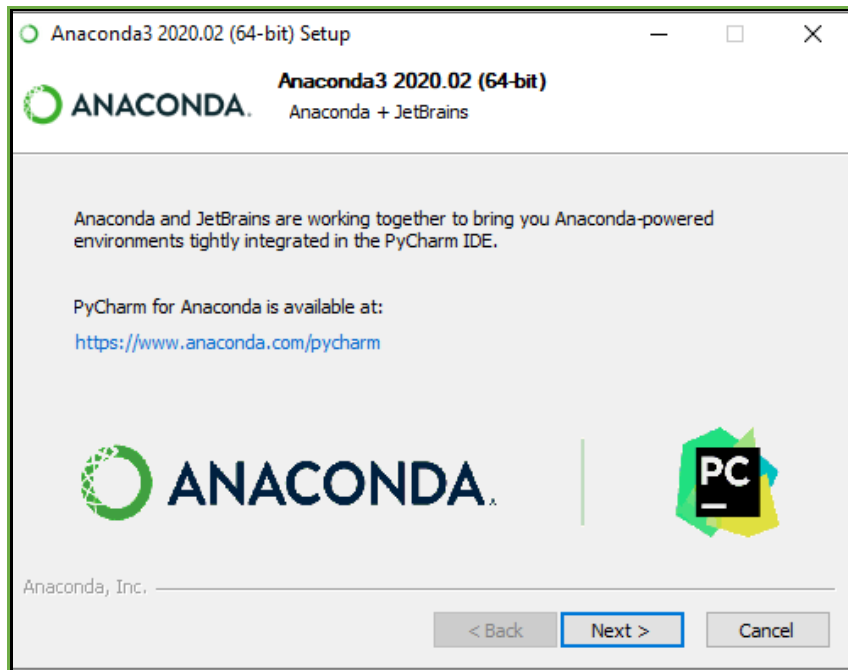 Anaconda3 2020.02 (64-bit) Setup
ANACONDA.
Anaconda3 2020.02 (64-bit)
Anaconda + JetBrains
Anaconda and JetBrains are working together to bring you Anaconda-powered
environments tightly integrated in the PyCharm IDE.
PyCharm for Anaconda is available at:
https://www.anaconda.com/pycharm
ANACONDA.
PC
Anaconda, Inc.
< Back
Next >
Cancel